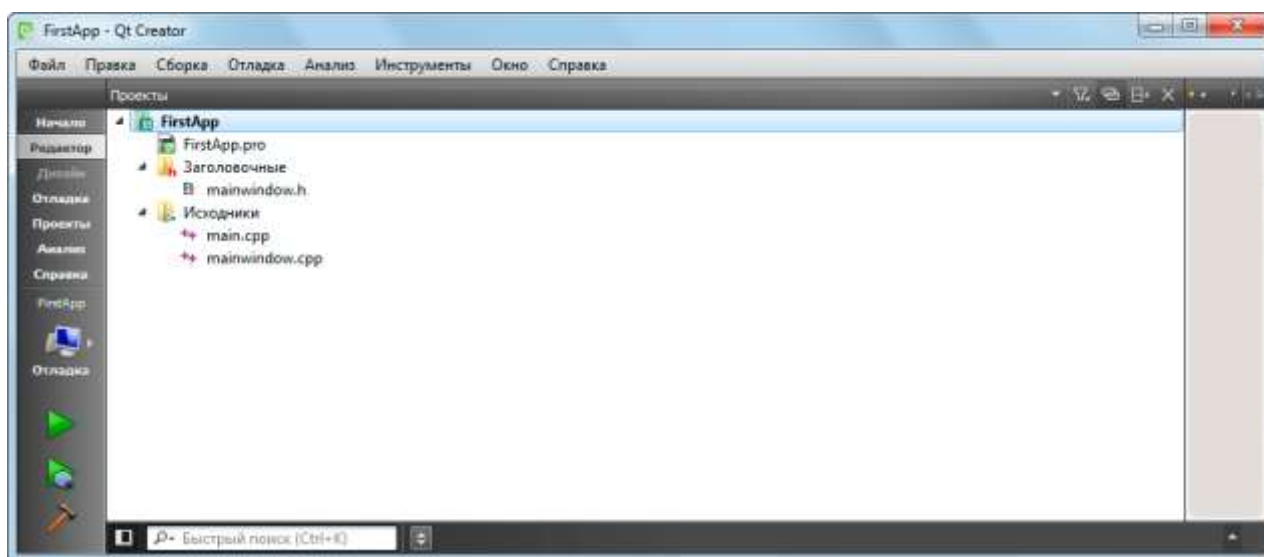 FirstApp - Qt Creator
Файл Правка Сборка Отладка Анализ Инструменты Окно Справка
Проекты
Начало
Редактор
Дизайн
Отладка
Проекты
Анализ
Справка
FirstApp
Отладка
FirstApp
FirstApp.pro
Заголовочные
mainwindow.h
Исходники
main.cpp
mainwindow.cpp
Быстрый поиск (Ctrl+K)